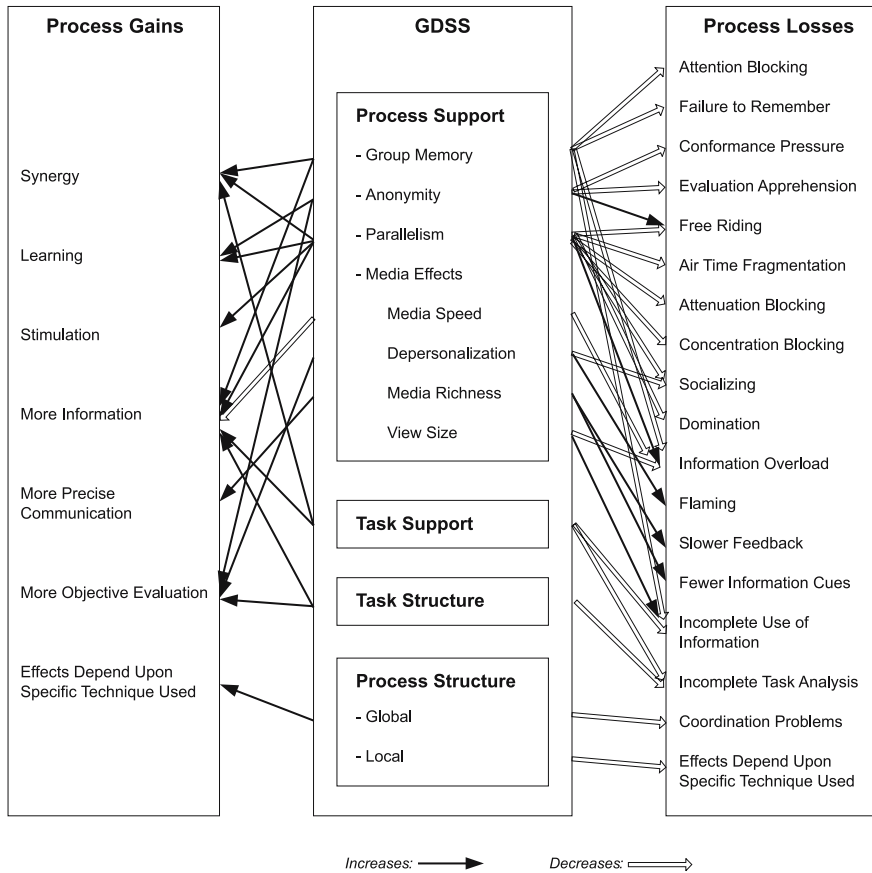 Process Gains
Synergy
Learning
Stimulation
More Information
More Precise
Communication
More Objective Evaluation
Effects Depend Upon
Specific Technique Used
GDSS
Process Support
- Group Memory
- Anonymity
- Parallelism
- Media Effects
Media Speed
Depersonalization
Media Richness
View Size
Task Support
Task Structure
Process Structure
- Global
- Local
Process Losses
Attention Blocking
Failure to Remember
Conformance Pressure
Evaluation Apprehension
Free Riding
Air Time Fragmentation
Attenuation Blocking
Concentration Blocking
Socializing
Domination
Information Overload
Flaming
Slower Feedback
Fewer Information Cues
Incomplete Use of
Information
Incomplete Task Analysis
Coordination Problems
Effects Depend Upon
Specific Technique Used
Increases:
Decreases: